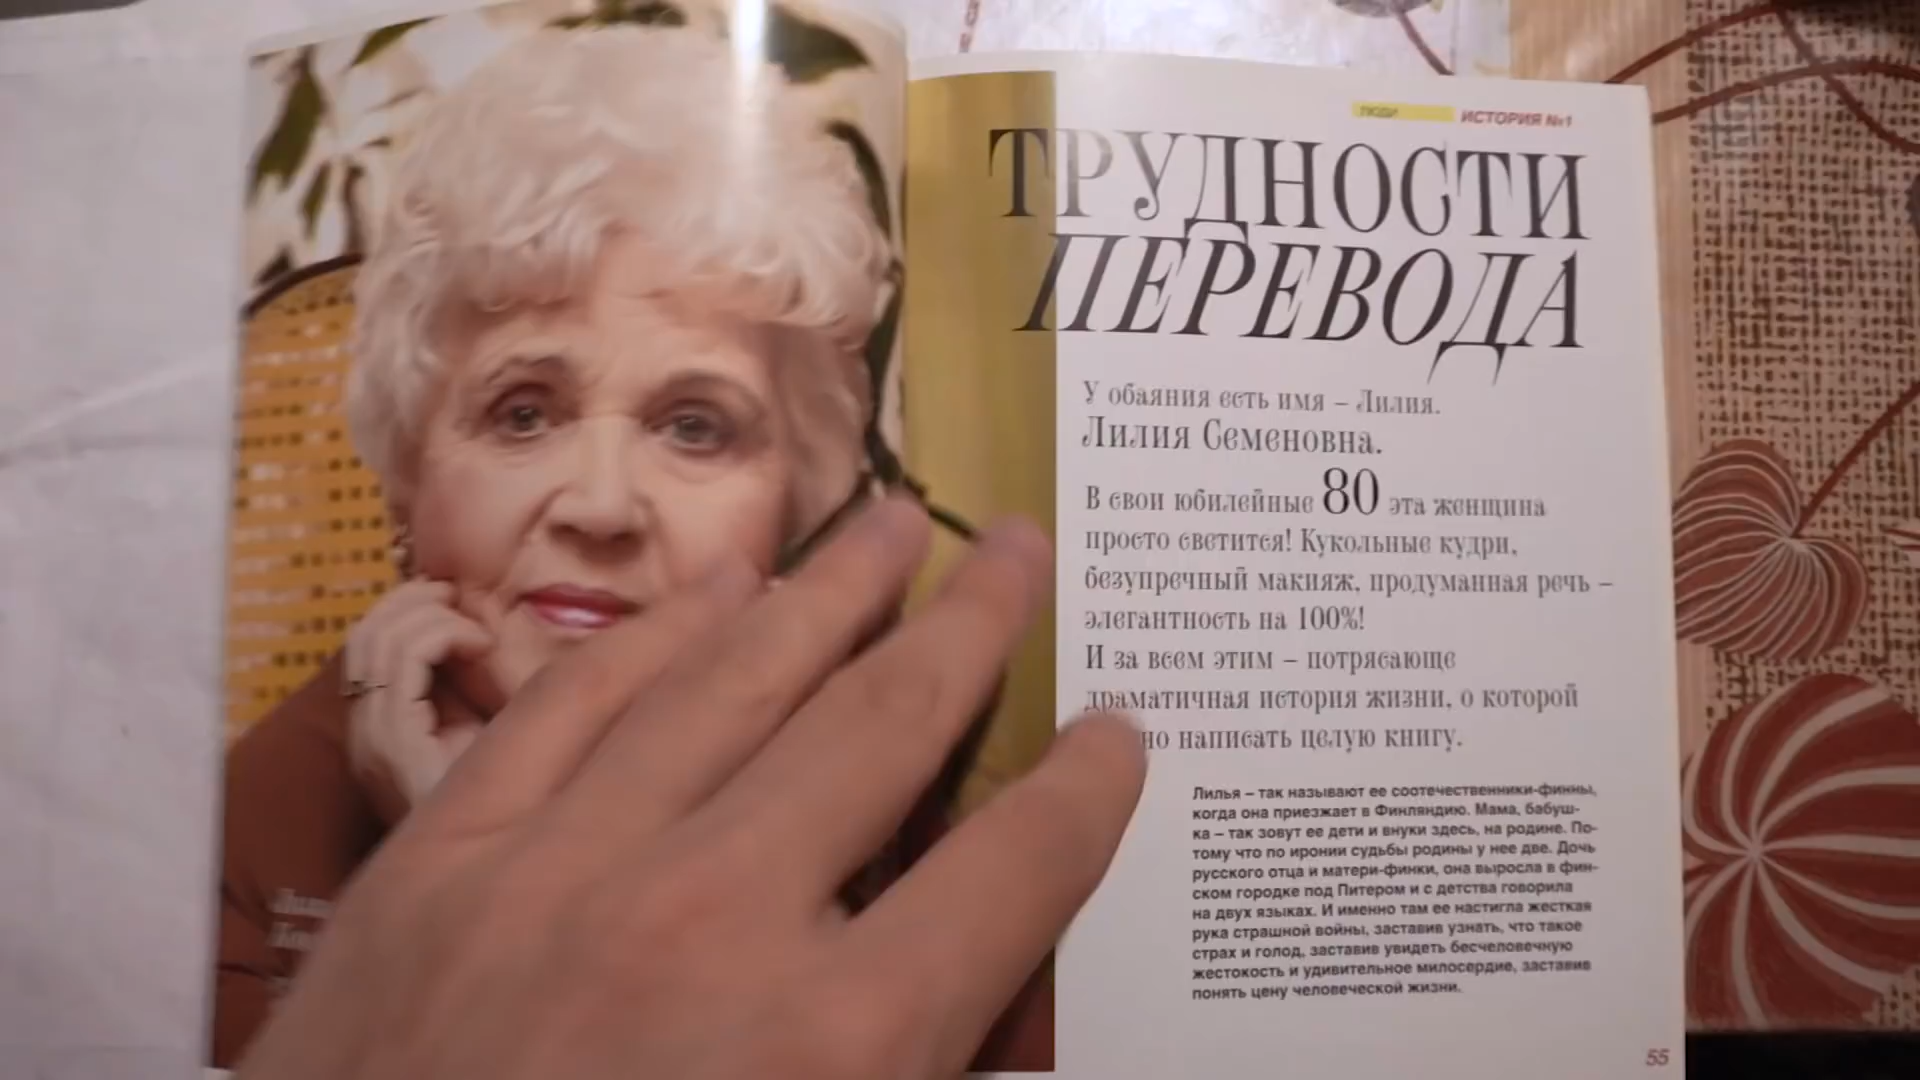 ЛЮДИ ИСТОРИЯ №1
ТРУДНОСТИ
ПЕРЕВОДА
У обаяния есть имя – Лилия.
Лилия Семеновна.
В свои юбилейные 80 эта женщина
просто светится! Кукольные кудри,
безупречный макияж, продуманная речь –
элегантность на 100%!
И за всем этим – потрясающе
драматичная история жизни, о которой
но написать целую книгу.
Лилья – так называют ее соотечественники-финны,
когда она приезжает в Финляндию. Мама, бабуш-
ка – так зовут ее дети и внуки здесь, на родине. По-
тому что по иронии судьбы родины у нее две. Дочь
русского отца и матери-финки, она выросла в фин-
ском городке под Питером и с детства говорила
на двух языках. И именно там ее настигла жесткая
рука страшной войны, заставив узнать, что такое
страх и голод, заставив увидеть бесчеловечную
жестокость и удивительное милосердие, заставив
понять цену человеческой жизни.
55